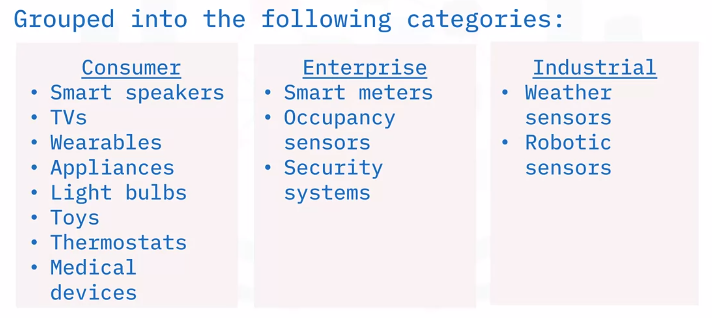 Grouped into the following categories:
Consumer
• Smart speakers
• TVs
• Wearables
• Appliances
• Light bulbs
• Toys
• Thermostats
• Medical
devices
Enterprise
• Smart meters
• Occupancy
sensors
• Security
systems
Industrial
• Weather
sensors
• Robotic
sensors